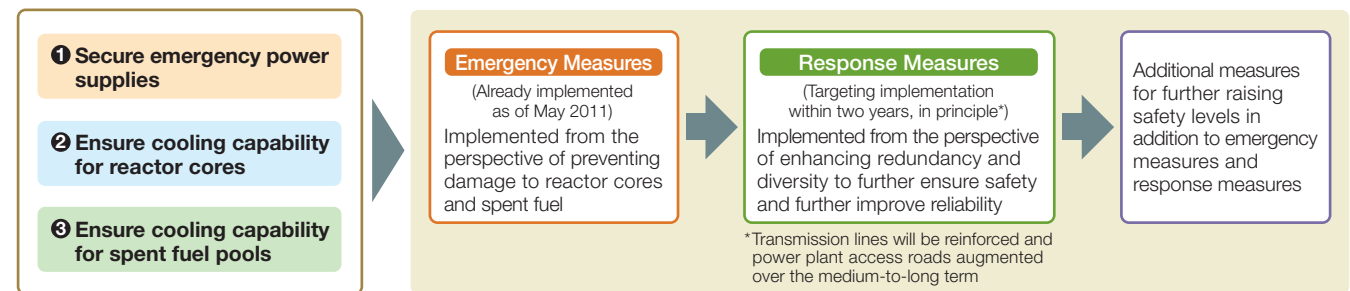 ❶ Secure emergency power
supplies
❷ Ensure cooling capability
for reactor cores
❸ Ensure cooling capability
for spent fuel pools
Emergency Measures
(Already implemented
as of May 2011)
Implemented from the
perspective of preventing
damage to reactor cores
and spent fuel
Response Measures
(Targeting implementation
within two years, in principle*)
Implemented from the perspective
of enhancing redundancy and
diversity to further ensure safety
and further improve reliability
*Transmission lines will be reinforced and
power plant access roads augmented
over the medium-to-long term
Additional measures
for further raising
safety levels in
addition to emergency
measures and
response measures